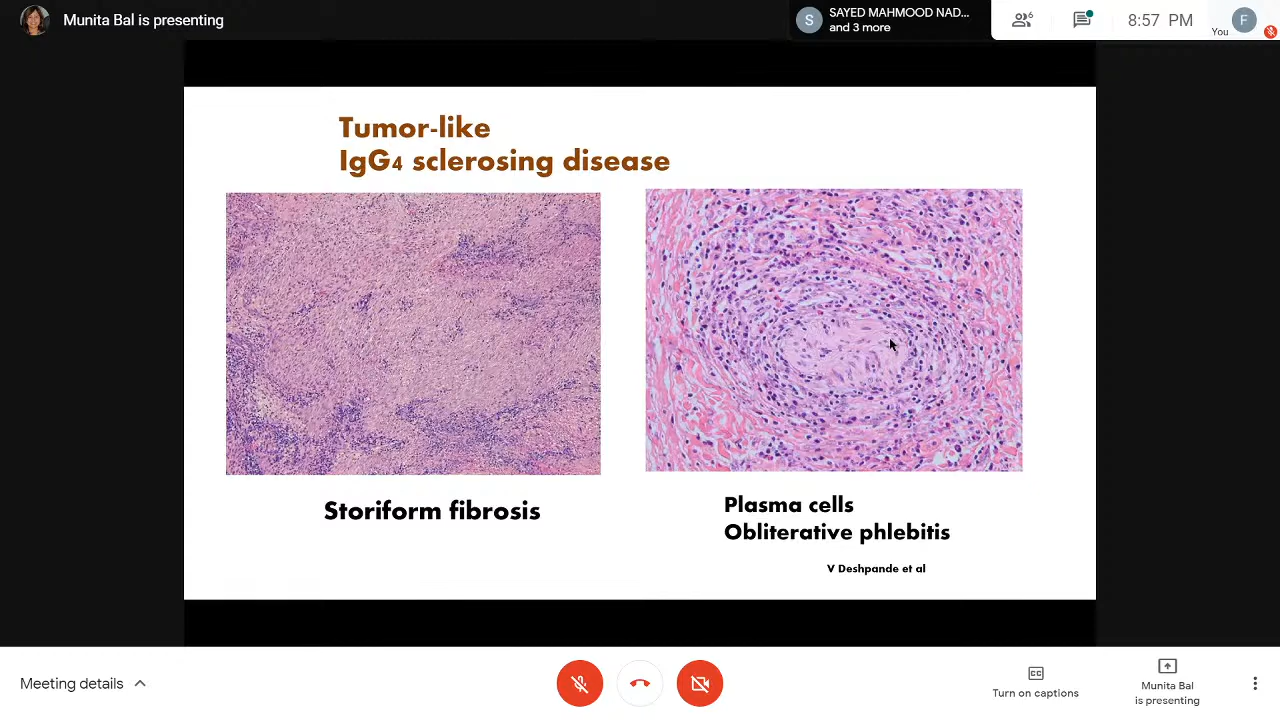 Munita Bal is presenting
S
SAYED MAHMOOD NAD...
and 3 more
6
8:57 PM
You
F
Tumor-like
IgG4 sclerosing disease
Storiform fibrosis
Plasma cells
Obliterative phlebitis
V Deshpande et al
Meeting details
CC
Turn on captions
Munita Bal
is presenting